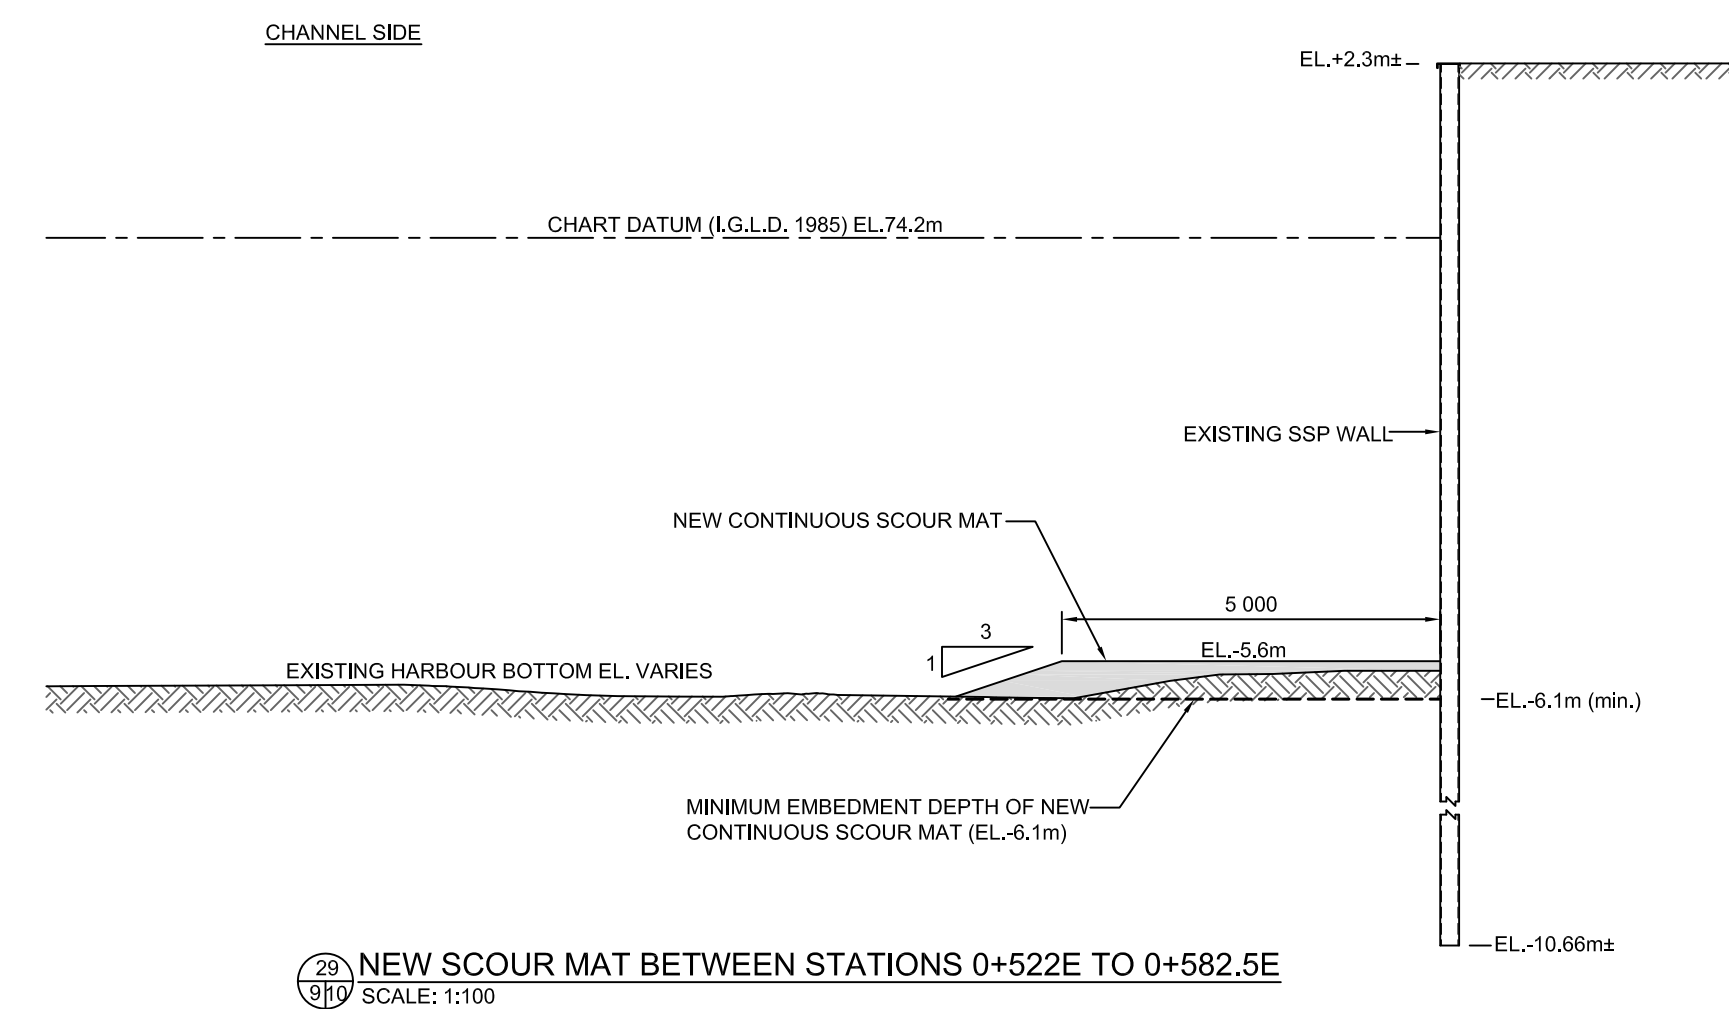 CHANNEL SIDE
EL.+2.3m±
CHART DATUM (I.G.L.D. 1985) EL.74.2m
EXISTING SSP WALL
NEW CONTINUOUS SCOUR MAT
5 000
3
1
EL.-5.6m
EXISTING HARBOUR BOTTOM EL. VARIES
EL.-6.1m (min.)
MINIMUM EMBEDMENT DEPTH OF NEW
CONTINUOUS SCOUR MAT (EL.-6.1m)
EL.-10.66m±
29
9 10
NEW SCOUR MAT BETWEEN STATIONS 0+522E TO 0+582.5E
SCALE: 1:100